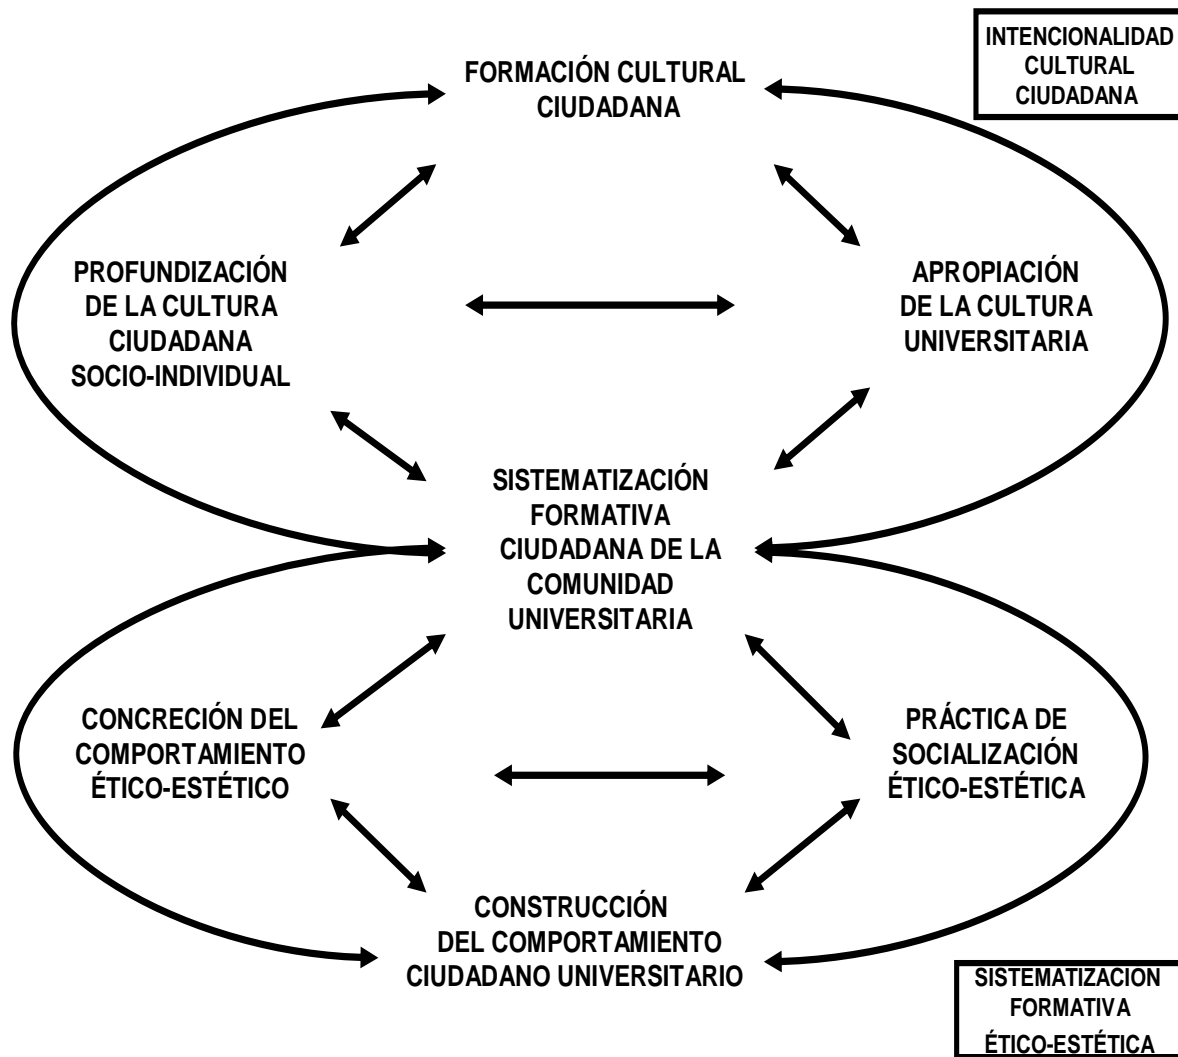 INTENCIONALIDAD
CULTURAL
CIUDADANA
FORMACIÓN CULTURAL
CIUDADANA
PROFUNDIZACIÓN
DE LA CULTURA
CIUDADANA
SOCIO-INDIVIDUAL
APROPIACIÓN
DE LA CULTURA
UNIVERSITARIA
SISTEMATIZACIÓN
FORMATIVA
CIUDADANA DE LA
COMUNIDAD
UNIVERSITARIA
CONCRECIÓN DEL
COMPORTAMIENTO
ÉTICO-ESTÉTICO
PRÁCTICA DE
SOCIALIZACIÓN
ÉTICO-ESTÉTICA
CONSTRUCCIÓN
DEL COMPORTAMIENTO
CIUDADANO UNIVERSITARIO
SISTEMATIZACION
FORMATIVA
ÉTICO-ESTÉTICA